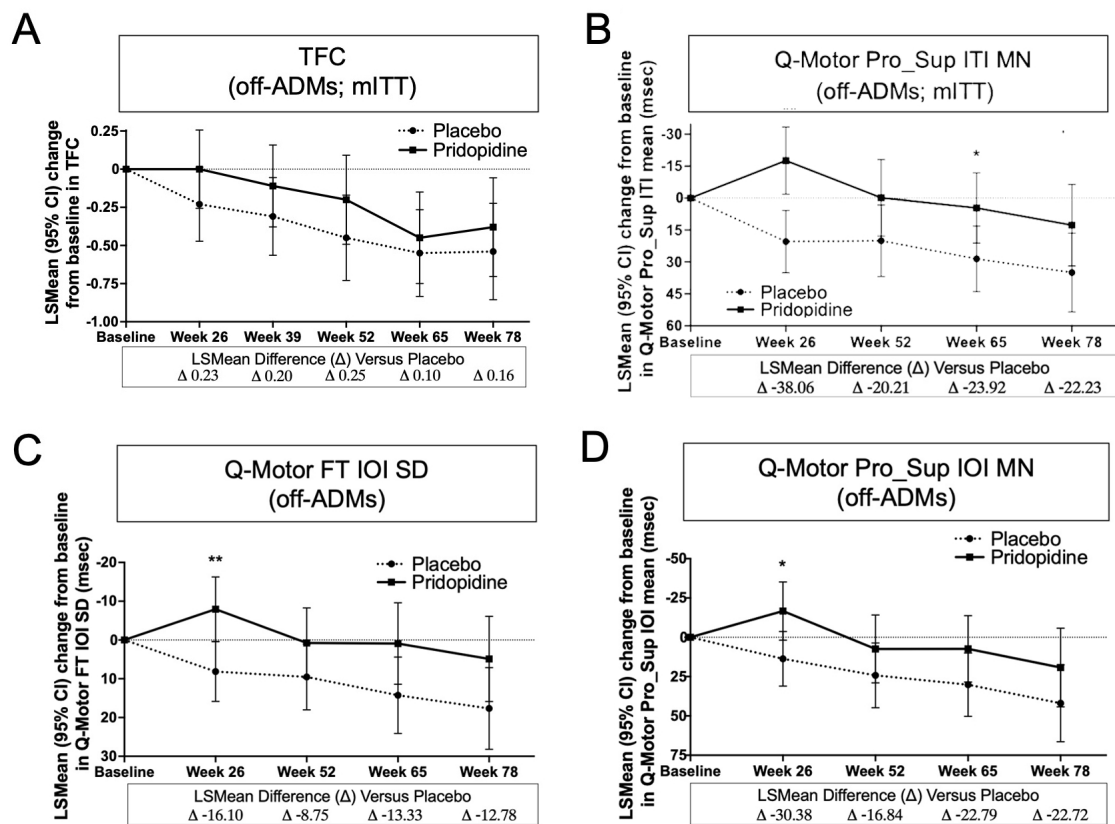 A
TFC
(off-ADMs; mITT)
LSMean (95% CI) change
from baseline in TFC
0.25
0
-0.25
-0.50
-0.75
-1.00
Placebo
Pridopidine
Baseline Week 26 Week 39 Week 52 Week 65 Week 78
LSMean Difference (Δ) Versus Placebo
Δ 0.23 Δ 0.20 Δ 0.25 Δ 0.10 Δ 0.16
B
Q-Motor Pro_Sup ITI MN
(off-ADMs; mITT)
LSMean (95% CI) change from baseline
in Q-Motor Pro_Sup ITI mean (msec)
-30
-15
0
15
30
45
60
*
Placebo
Pridopidine
Baseline Week 26 Week 52 Week 65 Week 78
LSMean Difference (Δ) Versus Placebo
Δ -38.06 Δ -20.21 Δ -23.92 Δ -22.23
C
Q-Motor FT IOI SD
(off-ADMs)
LSMean (95% CI) change from baseline
in Q-Motor FT IOI SD (msec)
-20
-10
0
10
20
30
**
Placebo
Pridopidine
Baseline Week 26 Week 52 Week 65 Week 78
LSMean Difference (Δ) Versus Placebo
Δ -16.10 Δ -8.75 Δ -13.33 Δ -12.78
D
Q-Motor Pro_Sup IOI MN
(off-ADMs)
LSMean (95% CI) change from baseline
in Q-Motor Pro_Sup IOI mean (msec)
-50
-25
0
25
50
75
*
Placebo
Pridopidine
Baseline Week 26 Week 52 Week 65 Week 78
LSMean Difference (Δ) Versus Placebo
Δ -30.38 Δ -16.84 Δ -22.79 Δ -22.72